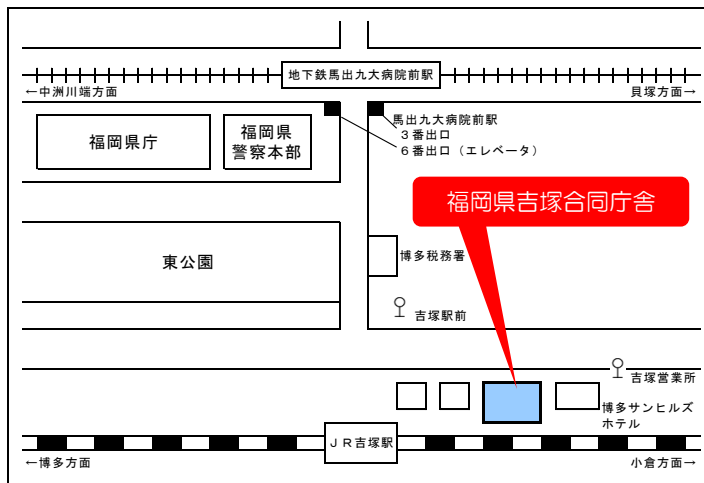 地下鉄馬出九大病院前駅
←中洲川端方面
貝塚方面→
福岡県庁
福岡県
警察本部
馬出九大病院前駅
3番出口
6番出口（エレベータ）
福岡県吉塚合同庁舎
東公園
博多税務署
吉塚駅前
吉塚営業所
博多サンヒルズ
ホテル
ＪＲ吉塚駅
←博多方面
小倉方面→